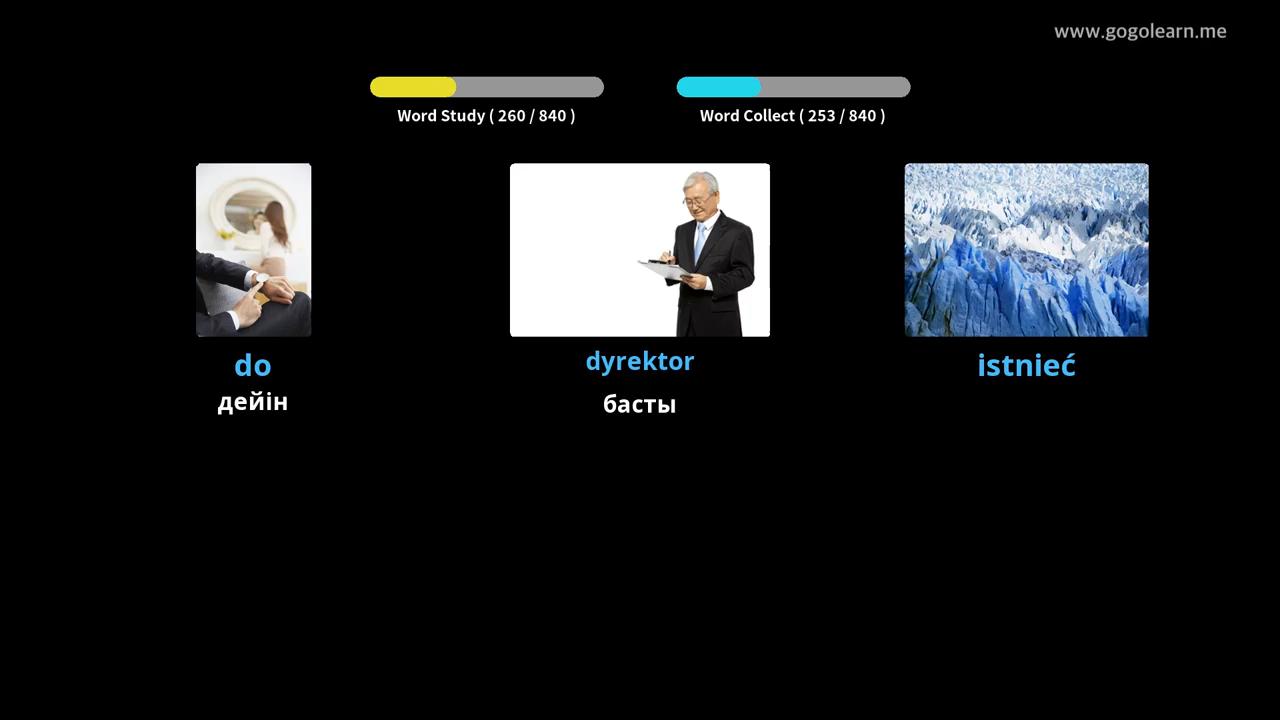 www.gogolearn.me
Word Study ( 260 / 840 )
Word Collect ( 253 / 840 )
do
dyrektor
istnieć
дейін
басты